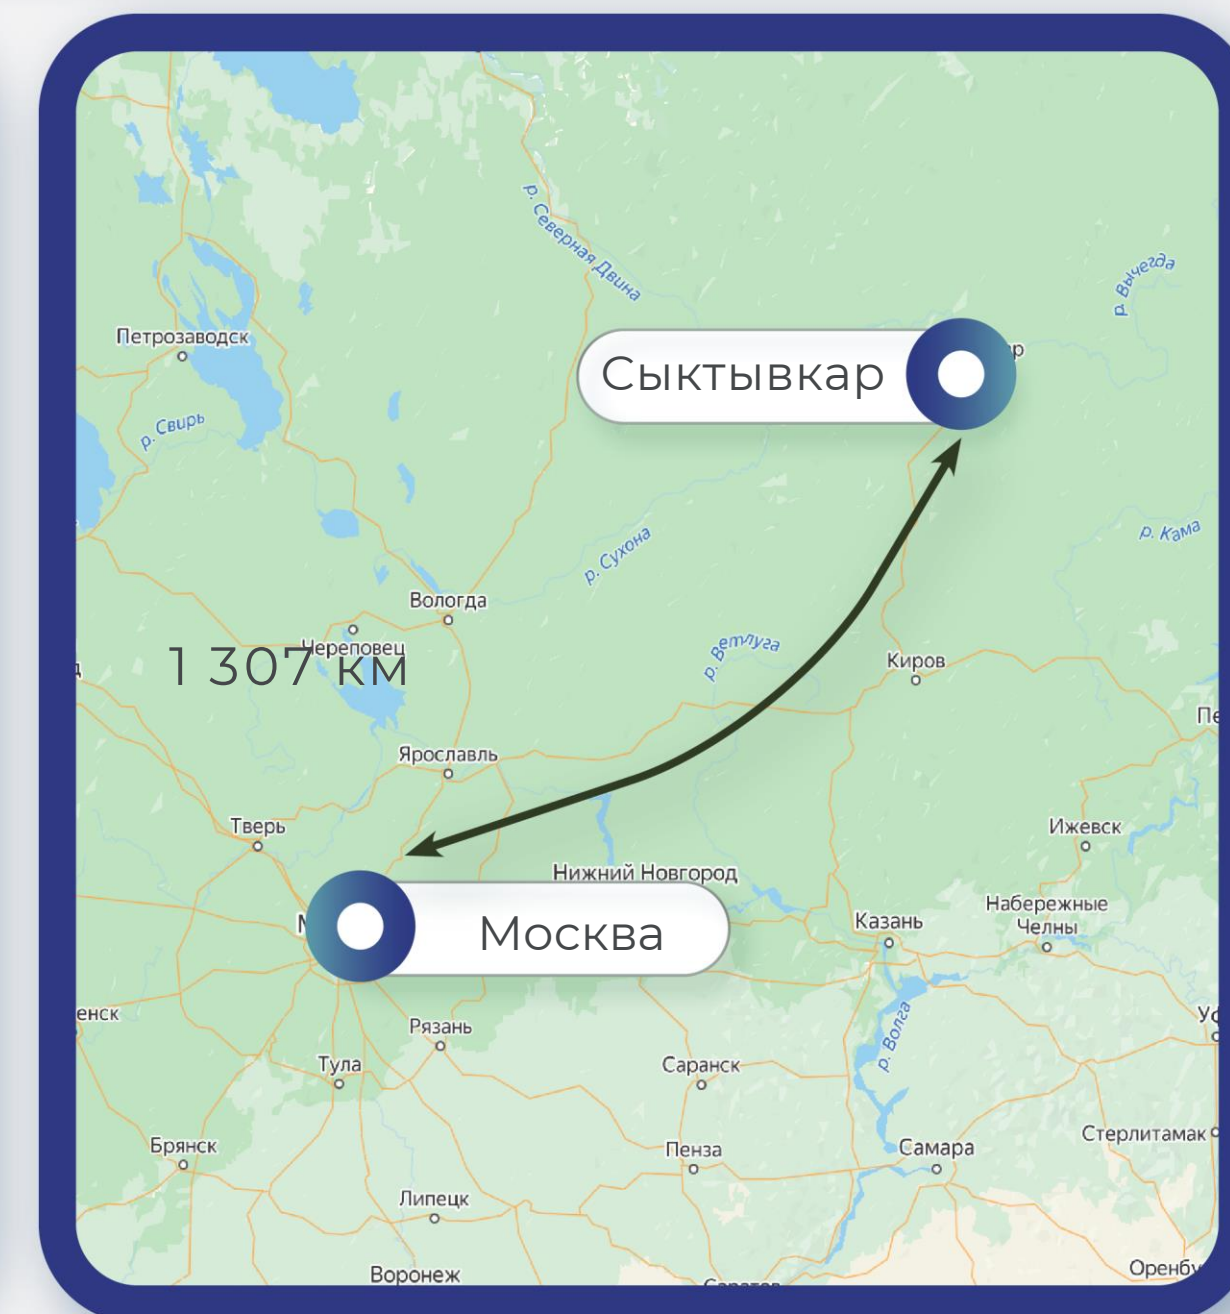 р. Северная Двина
р. Вычегда
Петрозаводск
Сыктывкар
р. Свирь
р. Кама
р. Сухона
Вологда
Череповец
1 307 км
р. Ветлуга
Киров
Ярославль
Тверь
Ижевск
Нижний Новгород
Набережные
Челны
Казань
Москва
р. Волга
Рязань
Тула
Саранск
Брянск
Пенза
Самара
Стерлитамак
Липецк
Воронеж